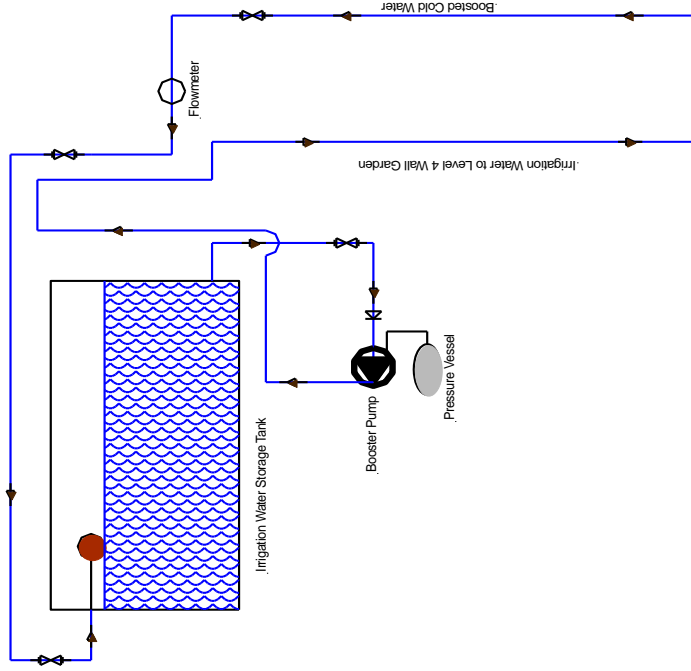 .Boosted Cold Water
.Flowmeter
.Irrigation Water to Level 4 Wall Garden
.Irrigation Water Storage Tank
.Booster Pump
.Pressure Vessel